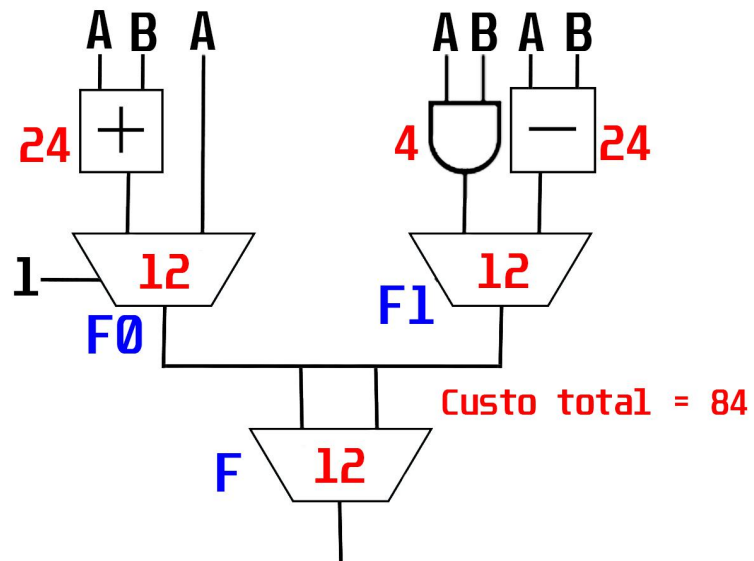 A B A
A B A B
24 +
4 − 24
1 12
12
F0
F1
Custo total = 84
F 12